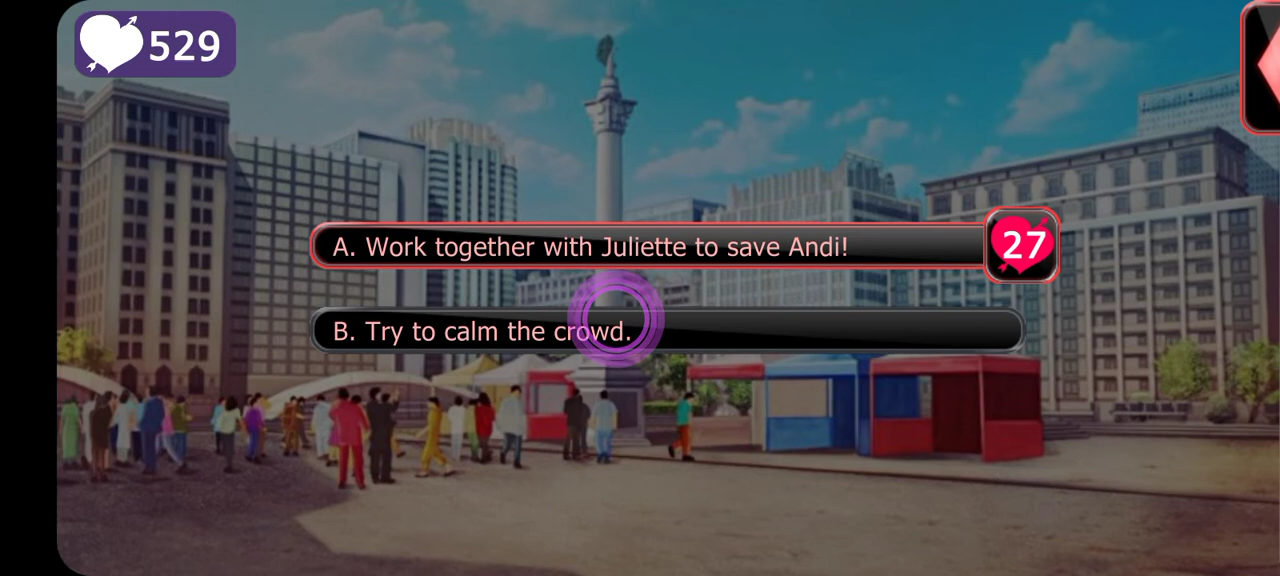 529
A. Work together with Juliette to save Andi!
27
B. Try to calm the crowd.